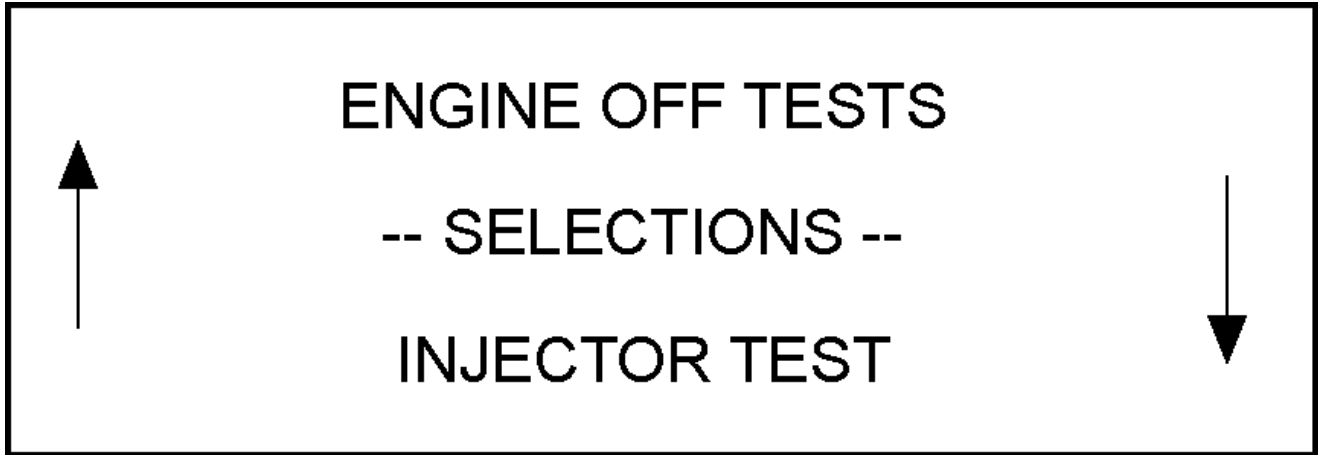 ENGINE OFF TESTS
-- SELECTIONS --
INJECTOR TEST